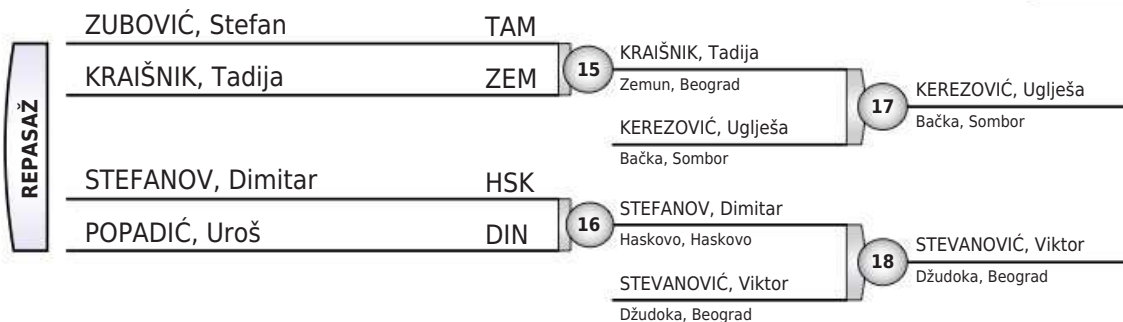 REPASAŽ
ZUBOVIĆ, Stefan TAM
KRAIŠNIK, Tadija ZEM
15
KRAIŠNIK, Tadija
Zemun, Beograd
KEREZOVIĆ, Uglješa
Bačka, Sombor
17
KEREZOVIĆ, Uglješa
Bačka, Sombor
STEFANOV, Dimitar HSK
POPADIĆ, Uroš DIN
16
STEFANOV, Dimitar
Haskovo, Haskovo
STEVANOVIĆ, Viktor
Džudoka, Beograd
18
STEVANOVIĆ, Viktor
Džudoka, Beograd